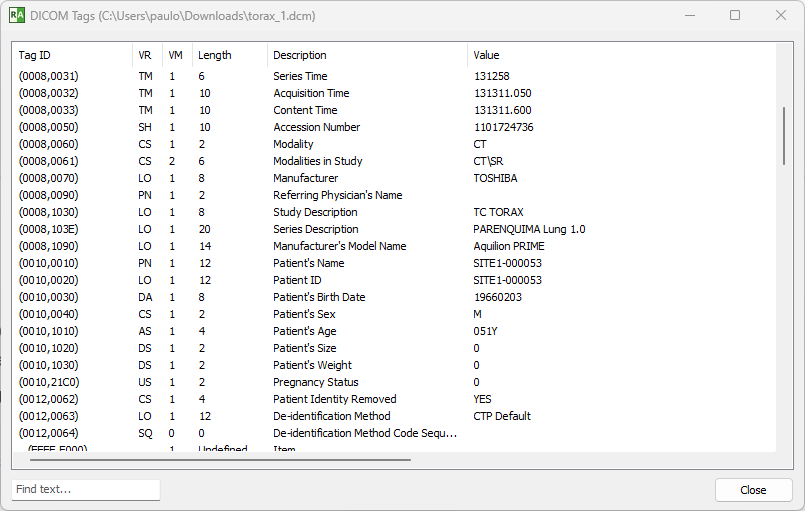 RA DICOM Tags (C:\Users\paulo\Downloads\torax_1.dcm)
Tag ID VR VM Length Description Value
(0008,0031) TM 1 6 Series Time 131258
(0008,0032) TM 1 10 Acquisition Time 131311.050
(0008,0033) TM 1 10 Content Time 131311.600
(0008,0050) SH 1 10 Accession Number 1101724736
(0008,0060) CS 1 2 Modality CT
(0008,0061) CS 2 6 Modalities in Study CT\SR
(0008,0070) LO 1 8 Manufacturer TOSHIBA
(0008,0090) PN 1 2 Referring Physician's Name
(0008,1030) LO 1 8 Study Description TC TORAX
(0008,103E) LO 1 20 Series Description PARENQUIMA Lung 1.0
(0008,1090) LO 1 14 Manufacturer's Model Name Aquilion PRIME
(0010,0010) PN 1 12 Patient's Name SITE1-000053
(0010,0020) LO 1 12 Patient ID SITE1-000053
(0010,0030) DA 1 8 Patient's Birth Date 19660203
(0010,0040) CS 1 2 Patient's Sex M
(0010,1010) AS 1 4 Patient's Age 051Y
(0010,1020) DS 1 2 Patient's Size 0
(0010,1030) DS 1 2 Patient's Weight 0
(0010,21C0) US 1 2 Pregnancy Status 0
(0012,0062) CS 1 4 Patient Identity Removed YES
(0012,0063) LO 1 12 De-identification Method CTP Default
(0012,0064) SQ 0 0 De-identification Method Code Sequ...
(FFFE,E000) 1 Undefined Item
Find text...
Close